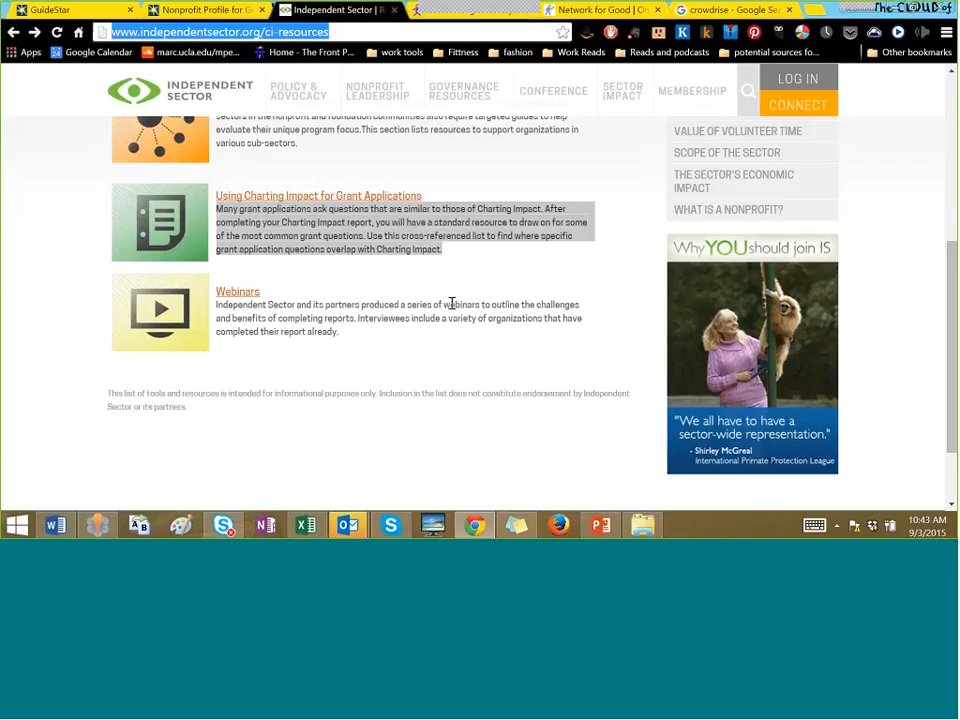 GuideStar
Nonprofit Profile for G
Independent Sector | R
Network for Good | On
crowdrise - Google Se
The CLOUD of
www.independentsector.org/ci-resources
Apps
Google Calendar
marc.ucla.edu/mpe...
Home - The Front P...
work tools
Fittness
fashion
Work Reads
Reads and podcasts
potential sources fo...
Other bookmarks
INDEPENDENT
SECTOR
POLICY &
ADVOCACY
NONPROFIT
LEADERSHIP
GOVERNANCE
RESOURCES
CONFERENCE
SECTOR
IMPACT
MEMBERSHIP
LOG IN
CONNECT
sectors in the nonprofit and foundation communities also require targeted guides to help
evaluate their unique program focus.This section lists resources to support organizations in
various sub-sectors.
VALUE OF VOLUNTEER TIME
SCOPE OF THE SECTOR
THE SECTOR'S ECONOMIC
IMPACT
WHAT IS A NONPROFIT?
Using Charting Impact for Grant Applications
Many grant applications ask questions that are similar to those of Charting Impact. After
completing your Charting Impact report, you will have a standard resource to draw on for some
of the most common grant questions. Use this cross-referenced list to find where specific
grant application questions overlap with Charting Impact.
Webinars
Independent Sector and its partners produced a series of webinars to outline the challenges
and benefits of completing reports. Interviewees include a variety of organizations that have
completed their report already.
This list of tools and resources is intended for informational purposes only. Inclusion in the list does not constitute endorsement by Independent
Sector or its partners.
Why YOU should join IS
"We all have to have a
sector-wide representation."
- Shirley McGreal
International Private Protection League
10:43 AM
9/3/2015